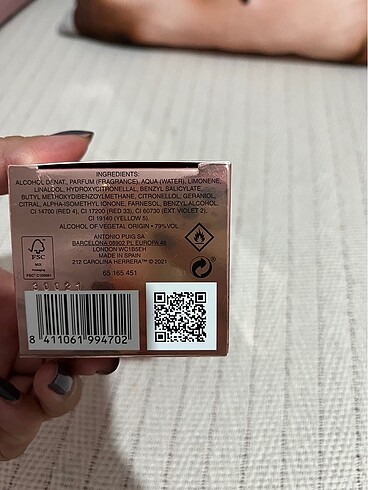 INGREDIENTS:
ALCOHOL DENAT., PARFUM (FRAGRANCE), AQUA (WATER), LIMONENE,
LINALOOL, HYDROXYCITRONELLAL, BENZYL SALICYLATE,
BUTYL METHOXYDIBENZOYLMETHANE, CITRONELLOL, GERANIOL,
CITRAL, ALPHA-ISOMETHYL IONONE, FARNESOL, BENZYL ALCOHOL,
CI 14700 (RED 4), CI 17200 (RED 33), CI 60730 (EXT. VIOLET 2),
CI 19140 (YELLOW 5).
ALCOHOL OF VEGETAL ORIGIN • 79% VOL
ANTONIO PUIG SA
BARCELONA 08902 PL EUROPA 46
LONDON WC1B5EH
MADE IN SPAIN
212 CAROLINA HERRERA™ © 2021
65 165 451
FSC
MIX
Packaging
30021
8 411061 994702